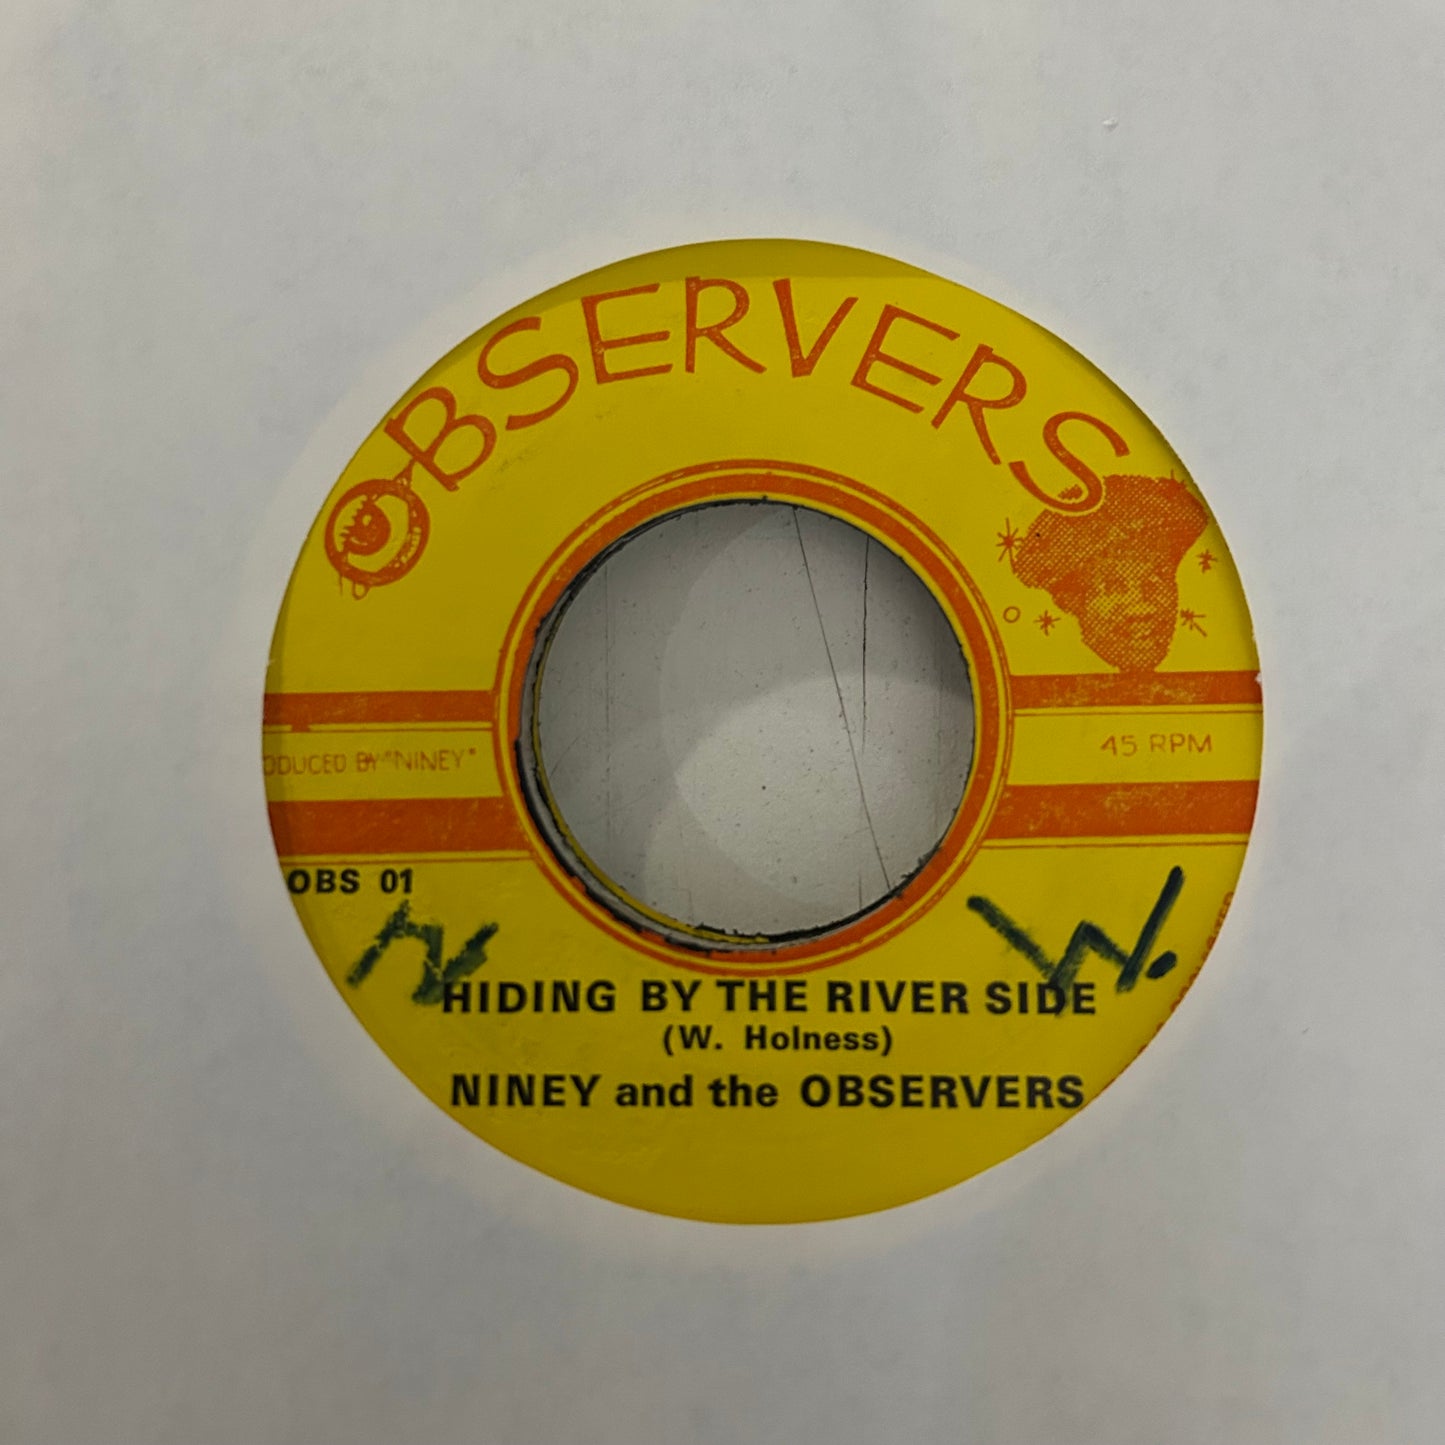 OBSERVERS
ODUCED BY "NINEY"
45 RPM
OBS 01
N W.
HIDING BY THE RIVER SIDE
(W. Holness)
NINEY and the OBSERVERS